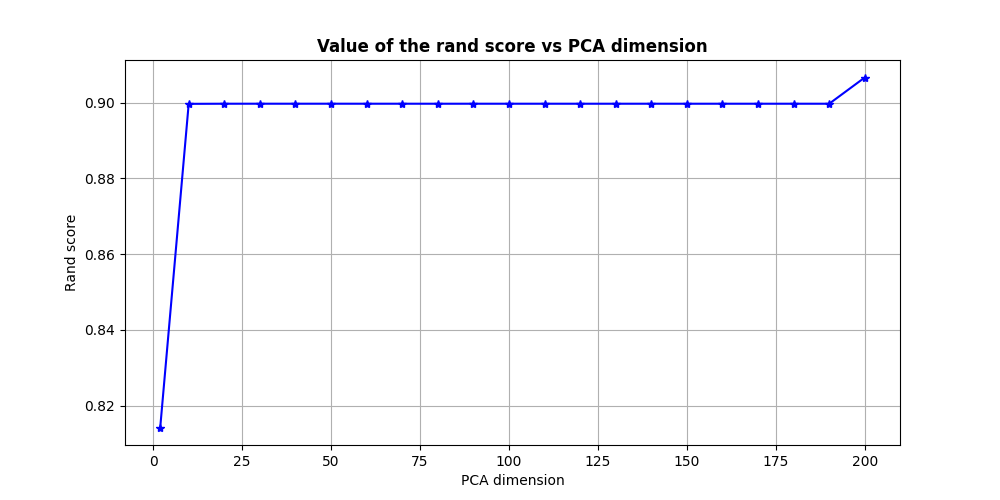 Value of the rand score vs PCA dimension
0.90
0.88
0.86
0.84
0.82
Rand score
0 25 50 75 100 125 150 175 200
PCA dimension